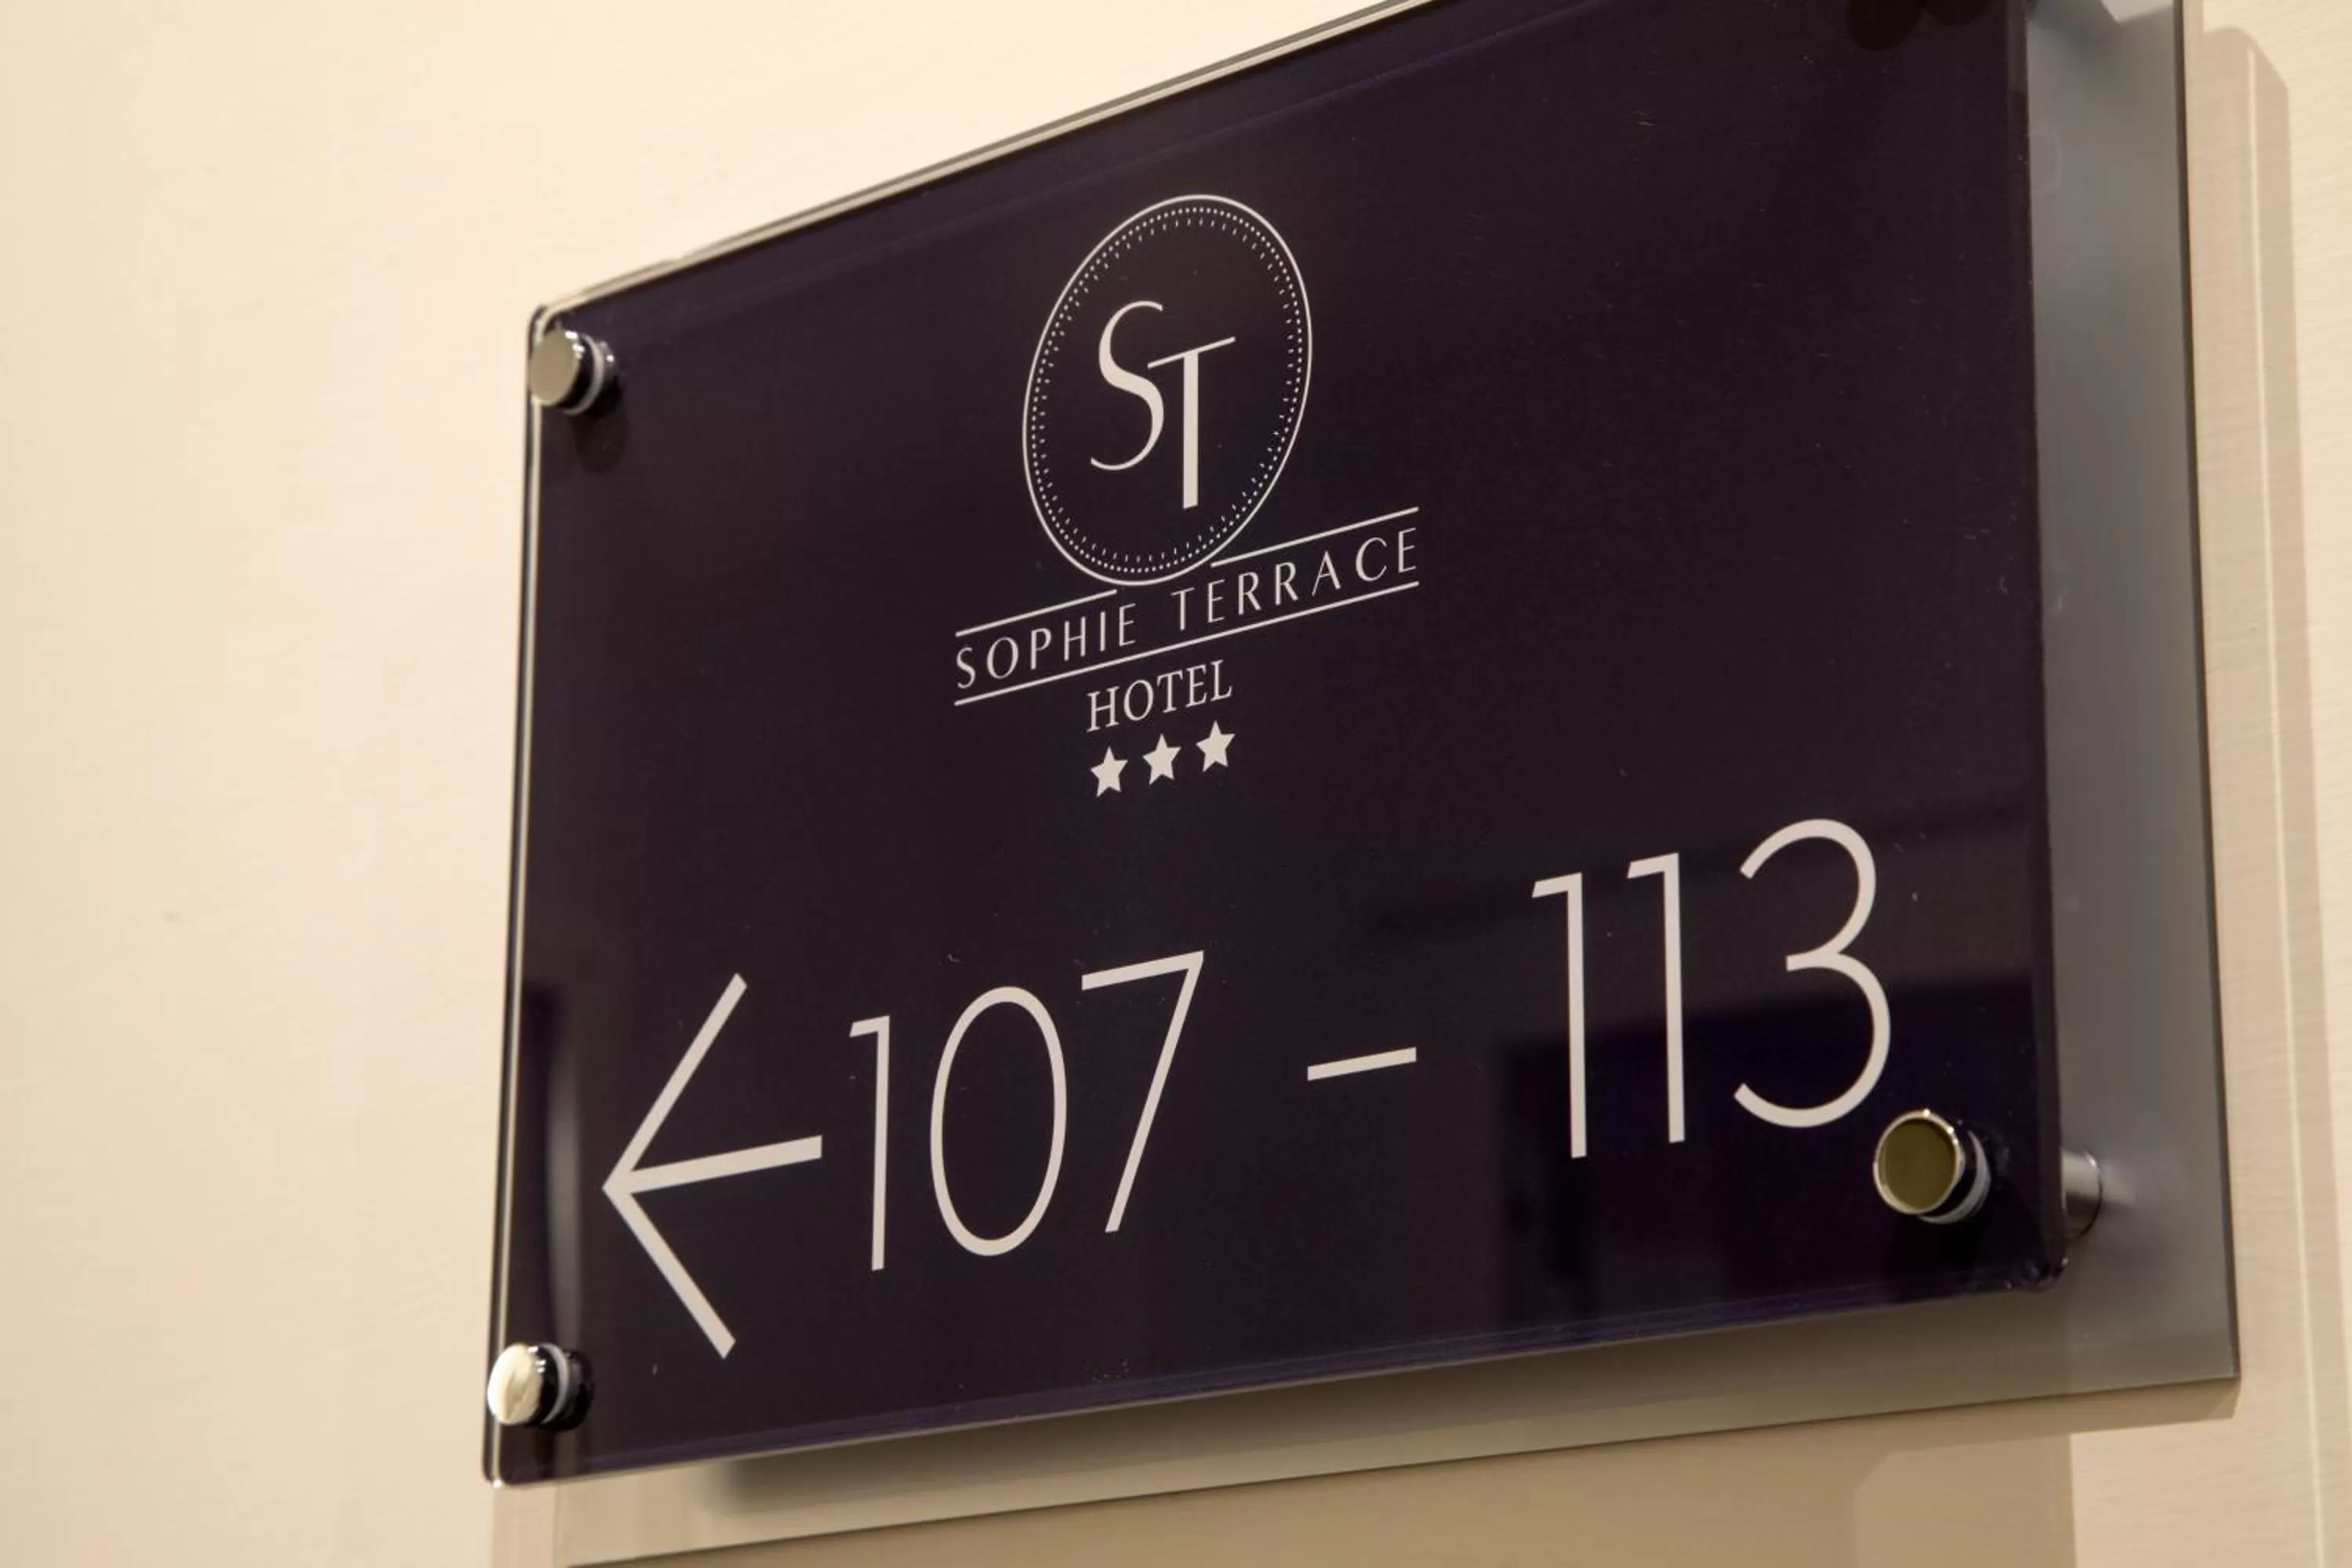 ST
SOPHIE TERRACE
HOTEL
★★★
←107 – 113